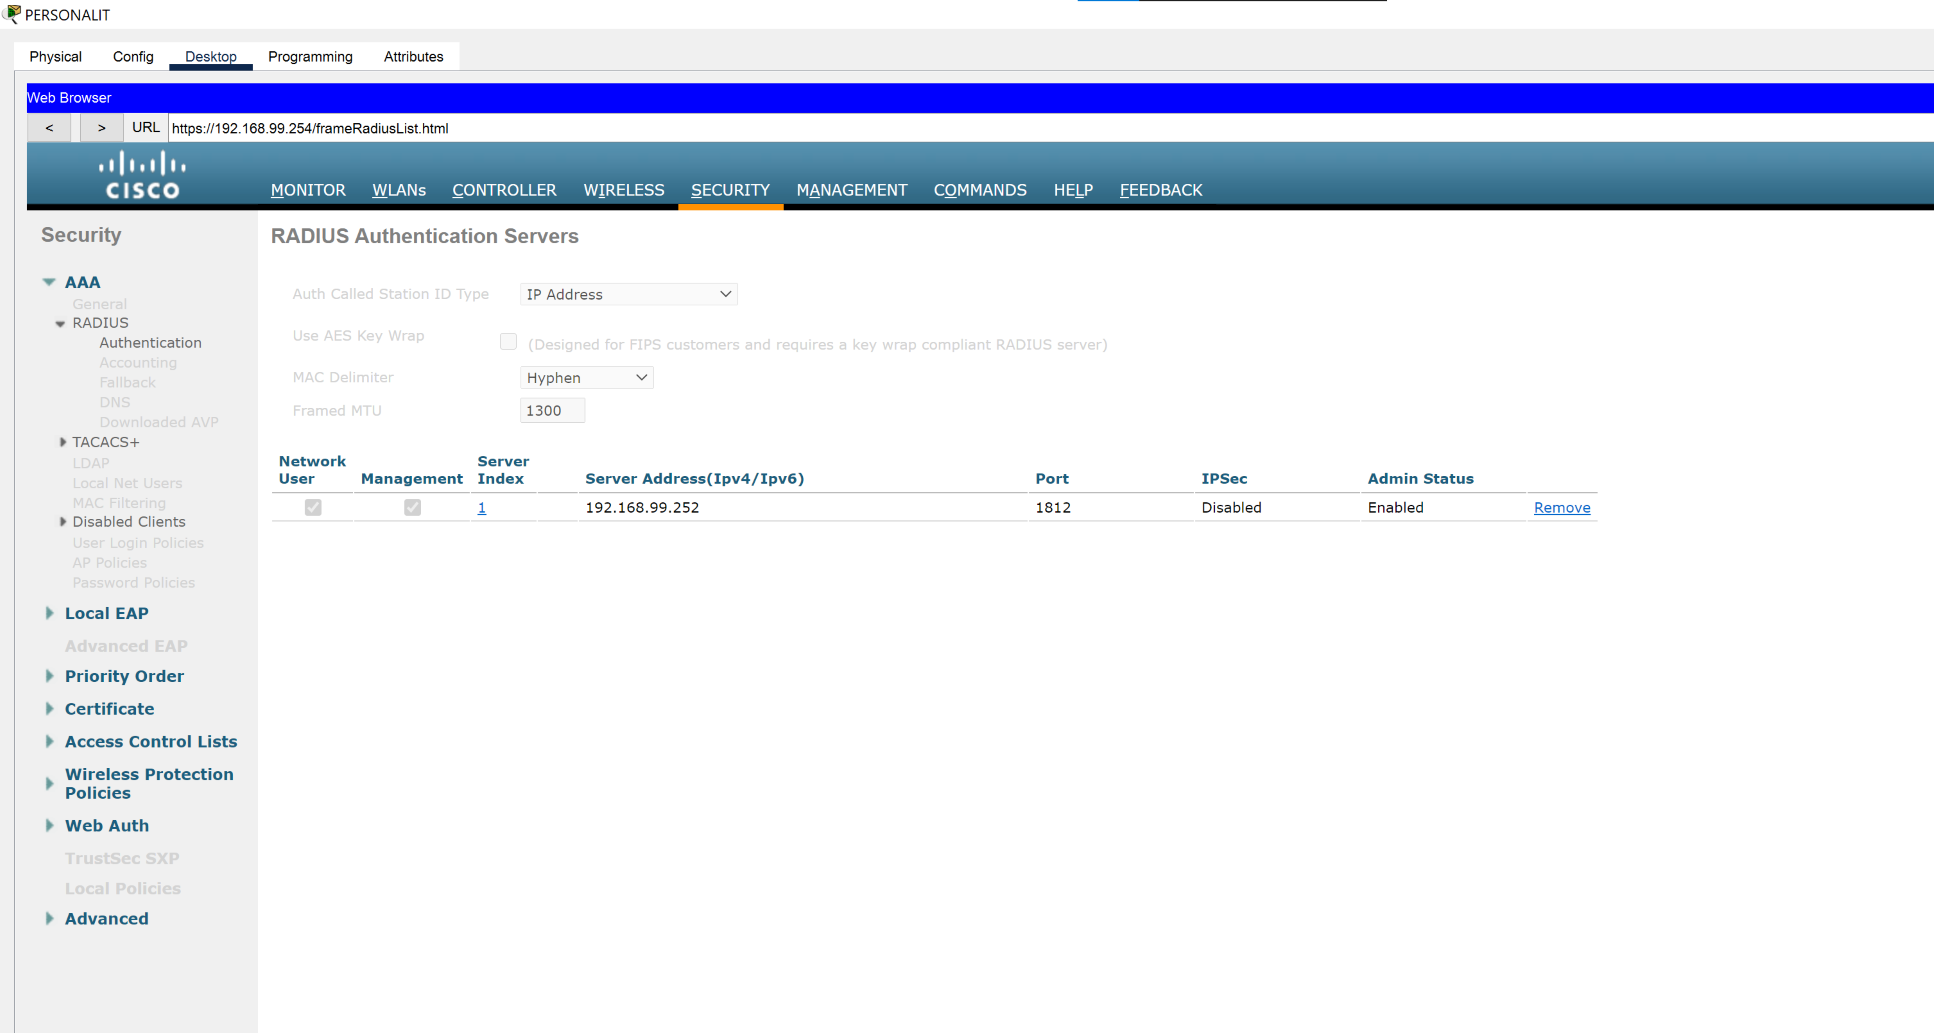 PERSONALIT
Physical Config Desktop Programming Attributes
Web Browser
< > URL https://192.168.99.254/frameRadiusList.html
CISCO
MONITOR WLANs CONTROLLER WIRELESS SECURITY MANAGEMENT COMMANDS HELP FEEDBACK
Security
AAA
General
RADIUS
Authentication
Accounting
Fallback
DNS
Downloaded AVP
TACACS+
LDAP
Local Net Users
MAC Filtering
Disabled Clients
User Login Policies
AP Policies
Password Policies
Local EAP
Advanced EAP
Priority Order
Certificate
Access Control Lists
Wireless Protection
Policies
Web Auth
TrustSec SXP
Local Policies
Advanced
RADIUS Authentication Servers
Auth Called Station ID Type IP Address
Use AES Key Wrap (Designed for FIPS customers and requires a key wrap compliant RADIUS server)
MAC Delimiter Hyphen
Framed MTU 1300
Network User Management Server Index Server Address(Ipv4/Ipv6) Port IPSec Admin Status
1 192.168.99.252 1812 Disabled Enabled Remove